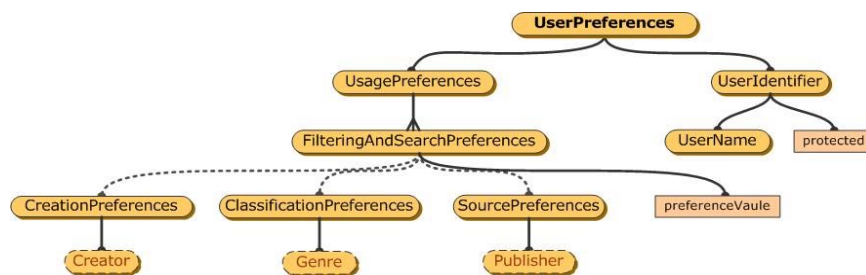 UserPreferences
UsagePreferences
UserIdentifier
FilteringAndSearchPreferences
UserName
protected
CreationPreferences
ClassificationPreferences
SourcePreferences
preferenceVaule
Creator
Genre
Publisher